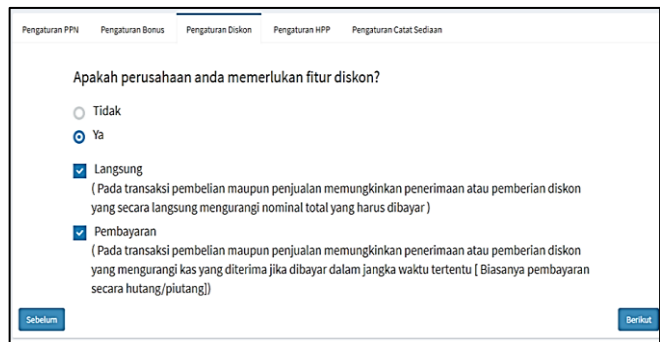 Pengaturan PPN Pengaturan Bonus Pengaturan Diskon Pengaturan HPP Pengaturan Catat Sediaan
Apakah perusahaan anda memerlukan fitur diskon?
Tidak
Ya
Langsung
( Pada transaksi pembelian maupun penjualan memungkinkan penerimaan atau pemberian diskon
yang secara langsung mengurangi nominal total yang harus dibayar )
Pembayaran
( Pada transaksi pembelian maupun penjualan memungkinkan penerimaan atau pemberian diskon
yang mengurangi kas yang diterima jika dibayar dalam jangka waktu tertentu [ Biasanya pembayaran
secara hutang/piutang])
Sebelum Berikut